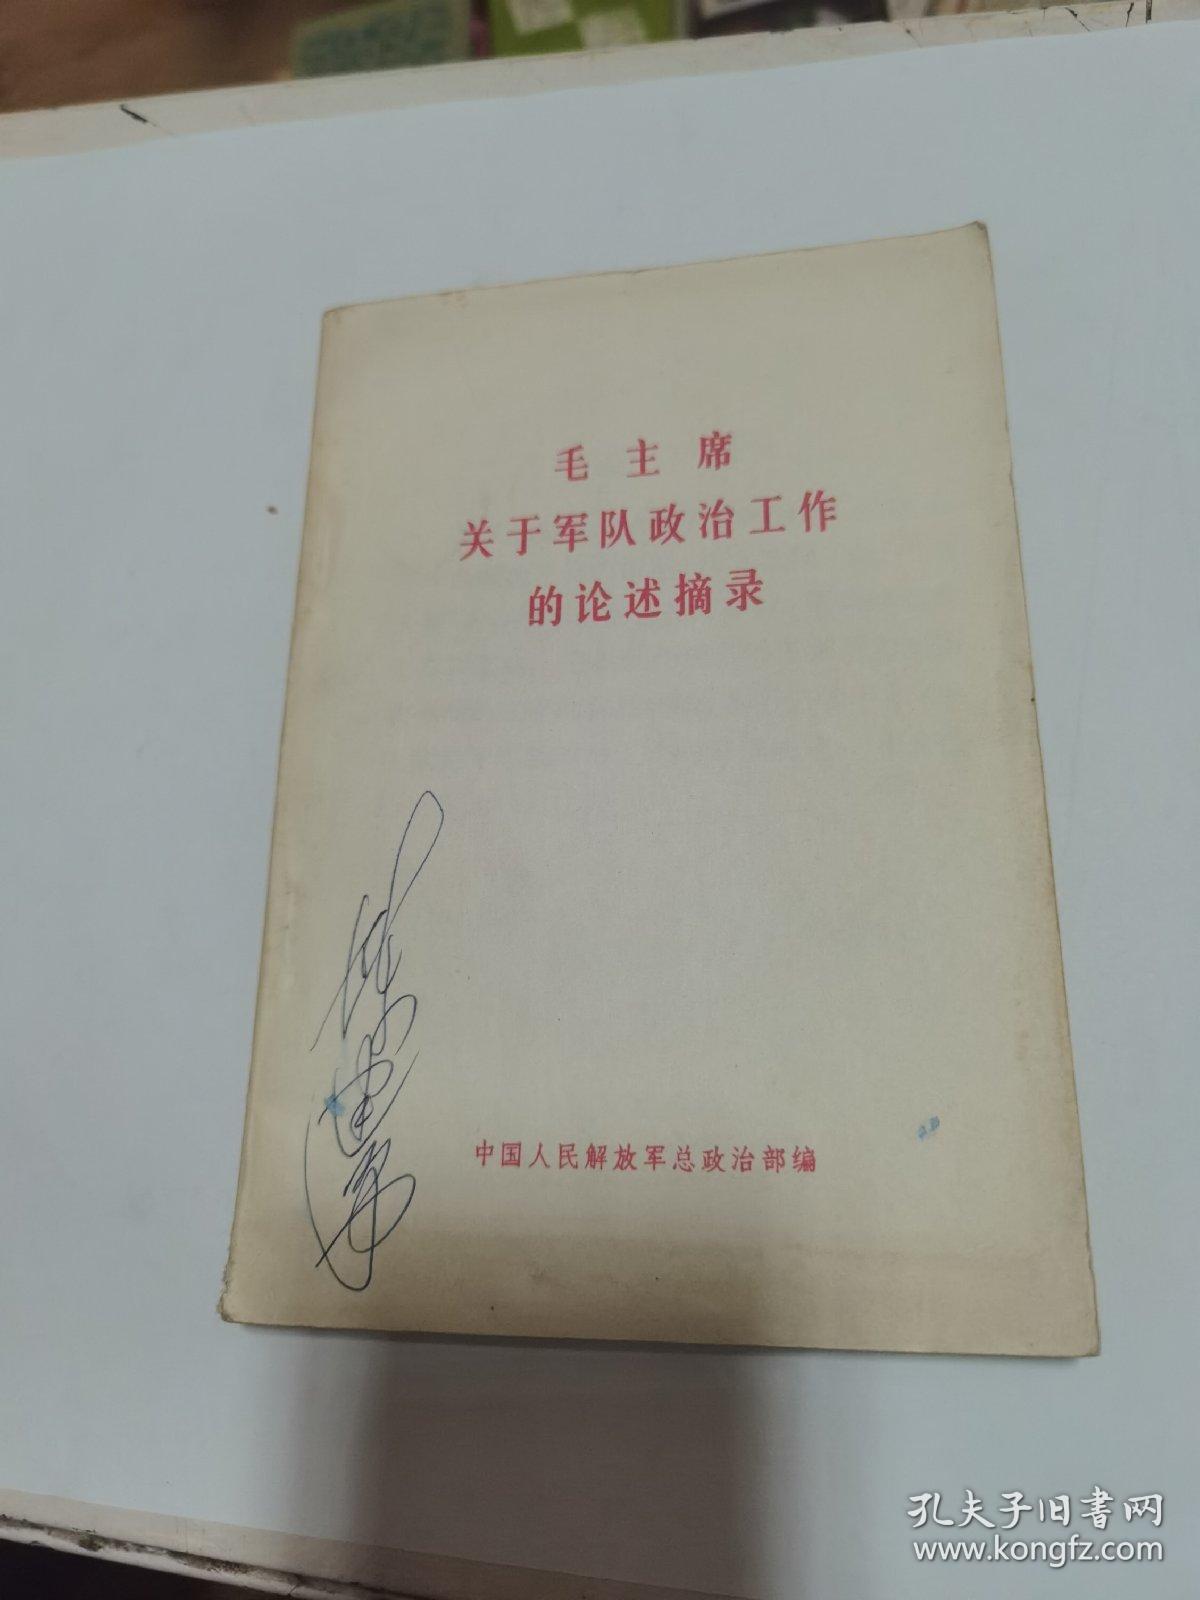 毛主席
关于军队政治工作
的论述摘录
中国人民解放军总政治部编
孔夫子旧书网
www.kongfz.com